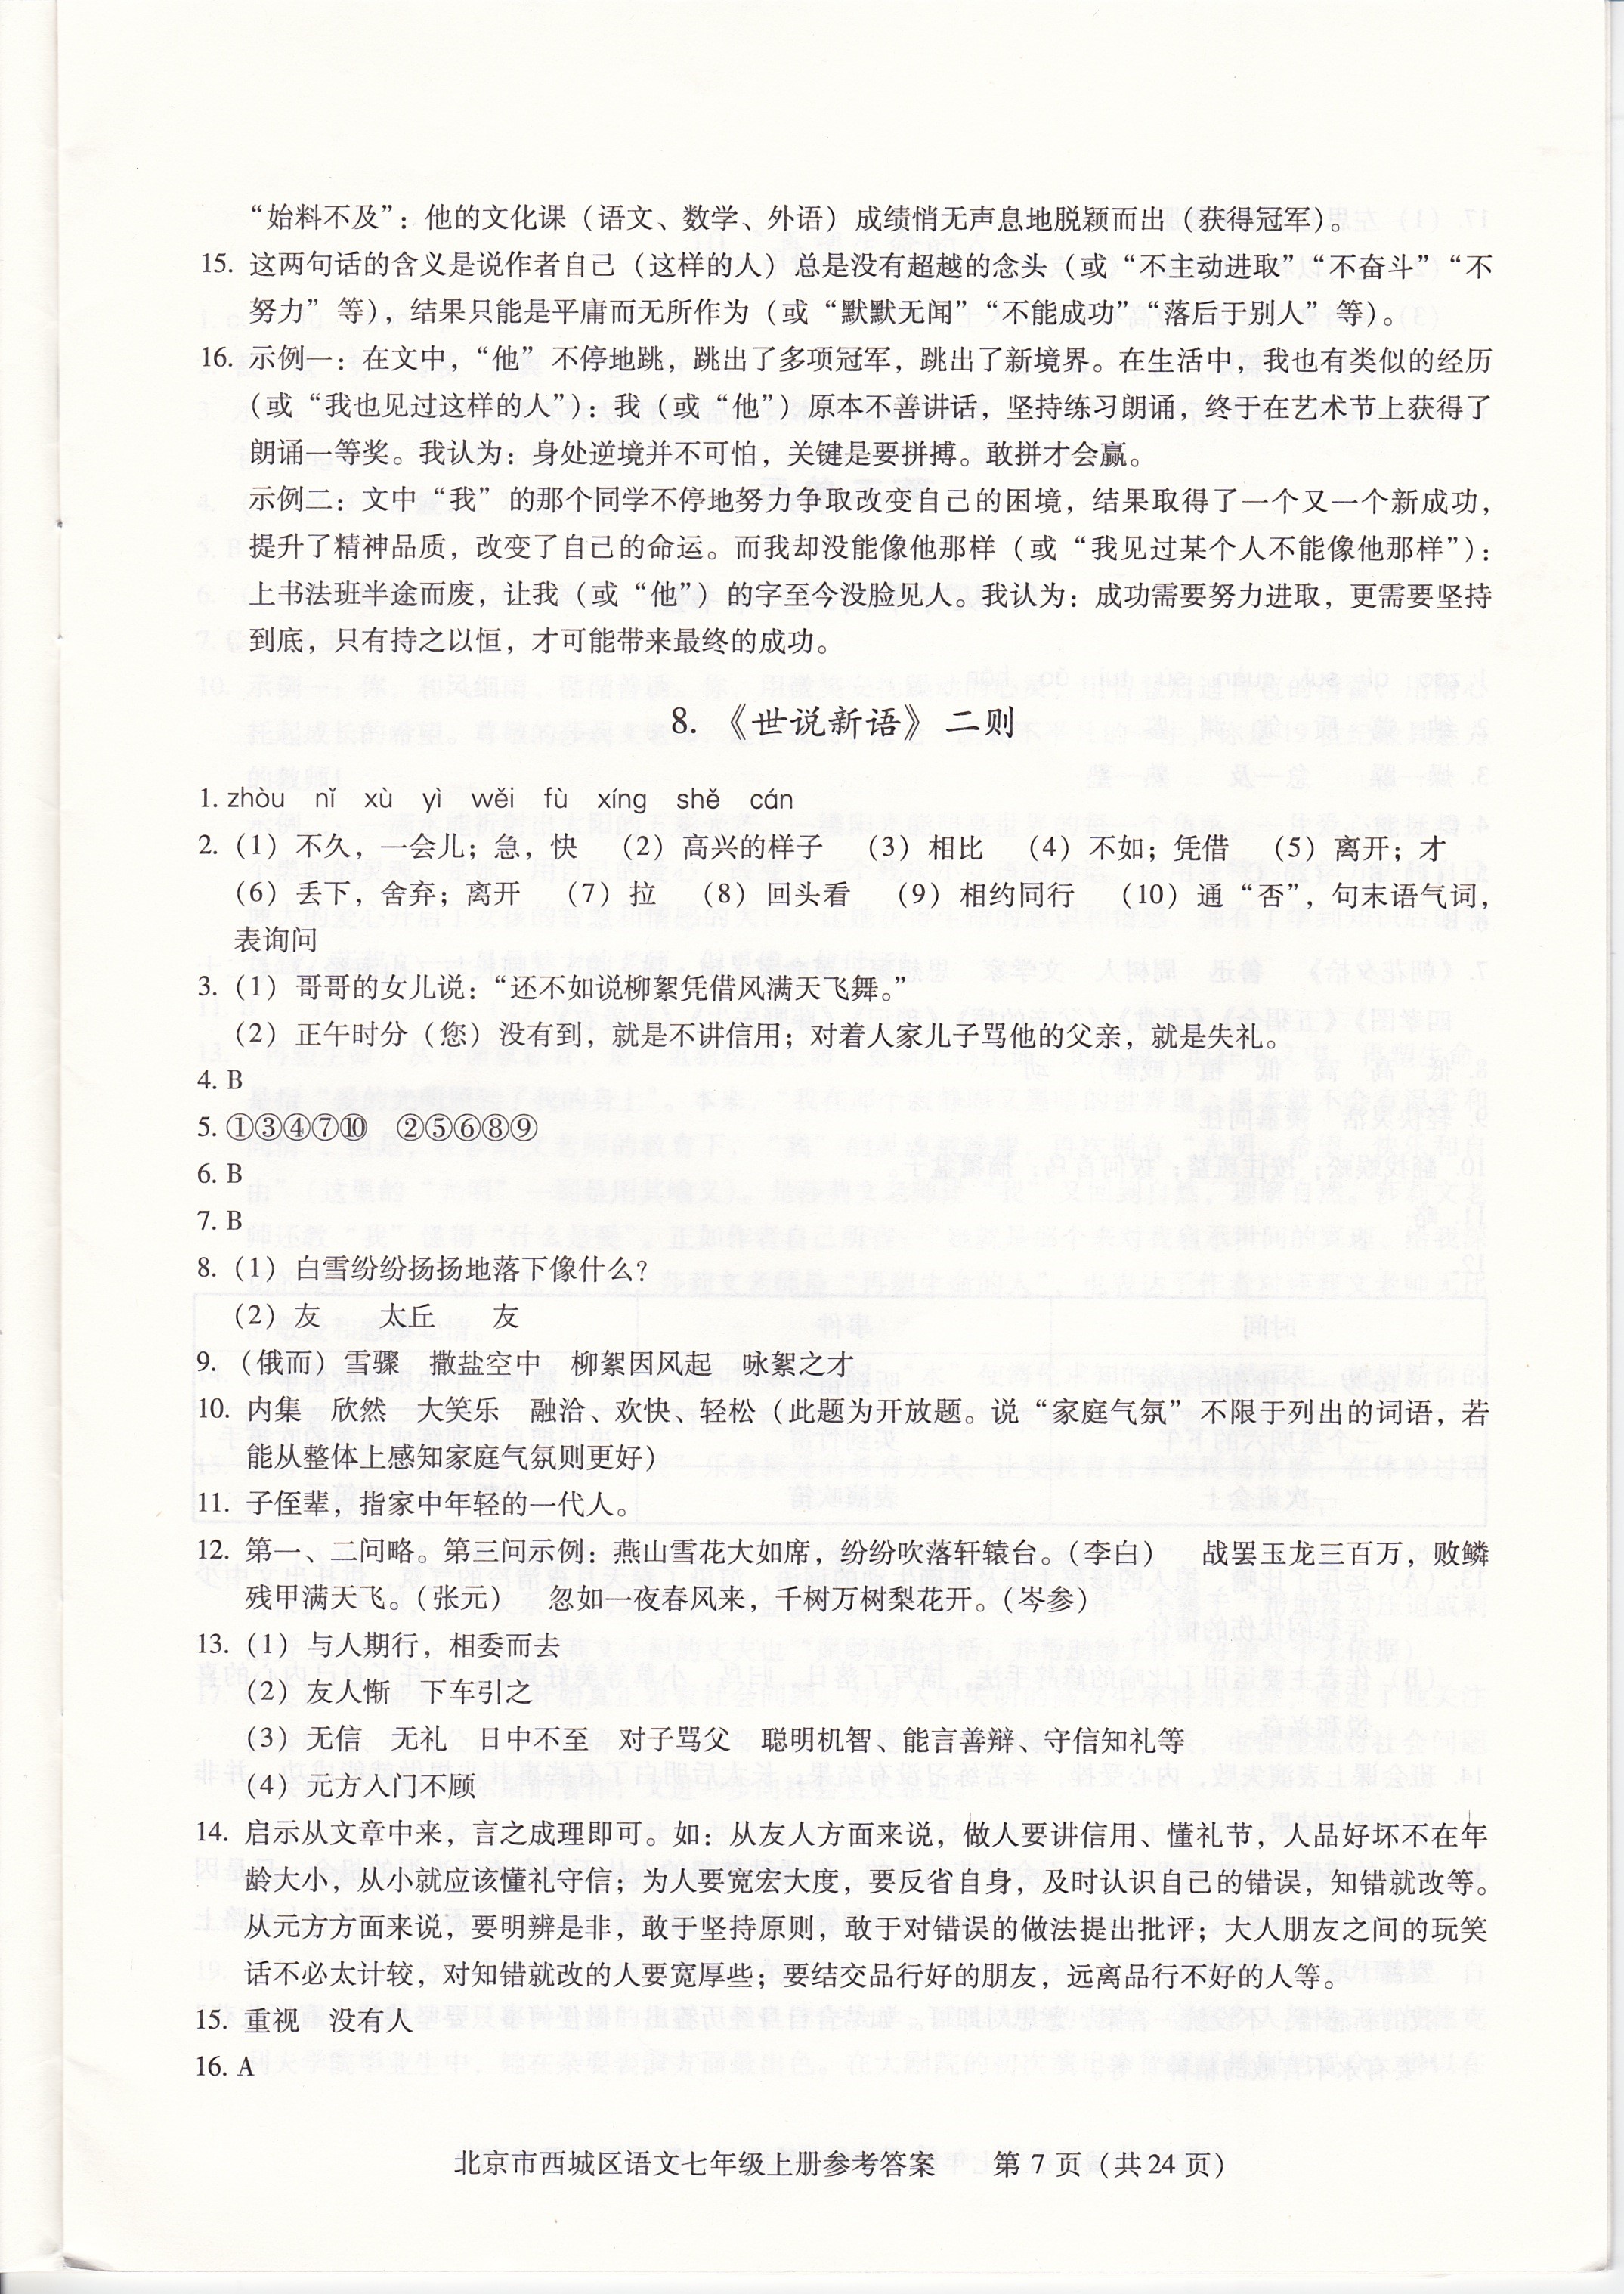 “始料不及”：他的文化课（语文、数学、外语）成绩悄无声息地脱颖而出（获得冠军）。
15. 这两句话的含义是说作者自己（这样的人）总是没有超越的念头（或“不主动进取”“不奋斗”“不
努力”等），结果只能是平庸而无所作为（或“默默无闻”“不能成功”“落后于别人”等）。
16. 示例一：在文中，“他”不停地跳，跳出了多项冠军，跳出了新境界。在生活中，我也有类似的经历
（或“我也见过这样的人”）：我（或“他”）原本不善讲话，坚持练习朗诵，终于在艺术节上获得了
朗诵一等奖。我认为：身处逆境并不可怕，关键是要拼搏。敢拼才会赢。
示例二：文中“我”的那个同学不停地努力争取改变自己的困境，结果取得了一个又一个新成功，
提升了精神品质，改变了自己的命运。而我却没能像他那样（或“我见过某个人不能像他那样”）：
上书法班半途而废，让我（或“他”）的字至今没脸见人。我认为：成功需要努力进取，更需要坚持
到底，只有持之以恒，才可能带来最终的成功。
8.《世说新语》二则
1. zhòu nǐ xù yì wěi fù xíng shě cán
2.（1）不久，一会儿；急，快 （2）高兴的样子 （3）相比 （4）不如；凭借 （5）离开；才
（6）丢下，舍弃；离开 （7）拉 （8）回头看 （9）相约同行 （10）通“否”，句末语气词，
表询问
3.（1）哥哥的女儿说：“还不如说柳絮凭借风满天飞舞。”
（2）正午时分（您）没有到，就是不讲信用；对着人家儿子骂他的父亲，就是失礼。
4. B
5. ①③④⑦⑩ ②⑤⑥⑧⑨
6. B
7. B
8.（1）白雪纷纷扬扬地落下像什么？
（2）友 太丘 友
9.（俄而）雪骤 撒盐空中 柳絮因风起 咏絮之才
10. 内集 欣然 大笑乐 融洽、欢快、轻松（此题为开放题。说“家庭气氛”不限于列出的词语，若
能从整体上感知家庭气氛则更好）
11. 子侄辈，指家中年轻的一代人。
12. 第一、二问略。第三问示例：燕山雪花大如席，纷纷吹落轩辕台。（李白） 战罢玉龙三百万，败鳞
残甲满天飞。（张元） 忽如一夜春风来，千树万树梨花开。（岑参）
13.（1）与人期行，相委而去
（2）友人惭 下车引之
（3）无信 无礼 日中不至 对子骂父 聪明机智、能言善辩、守信知礼等
（4）元方入门不顾
14. 启示从文章中来，言之成理即可。如：从友人方面来说，做人要讲信用、懂礼节，人品好坏不在年
龄大小，从小就应该懂礼守信；为人要宽宏大度，要反省自身，及时认识自己的错误，知错就改等。
从元方方面来说，要明辨是非，敢于坚持原则，敢于对错误的做法提出批评；大人朋友之间的玩笑
话不必太计较，对知错就改的人要宽厚些；要结交品行好的朋友，远离品行不好的人等。
15. 重视 没有人
16. A
北京市西城区语文七年级上册参考答案 第 7 页（共 24 页）